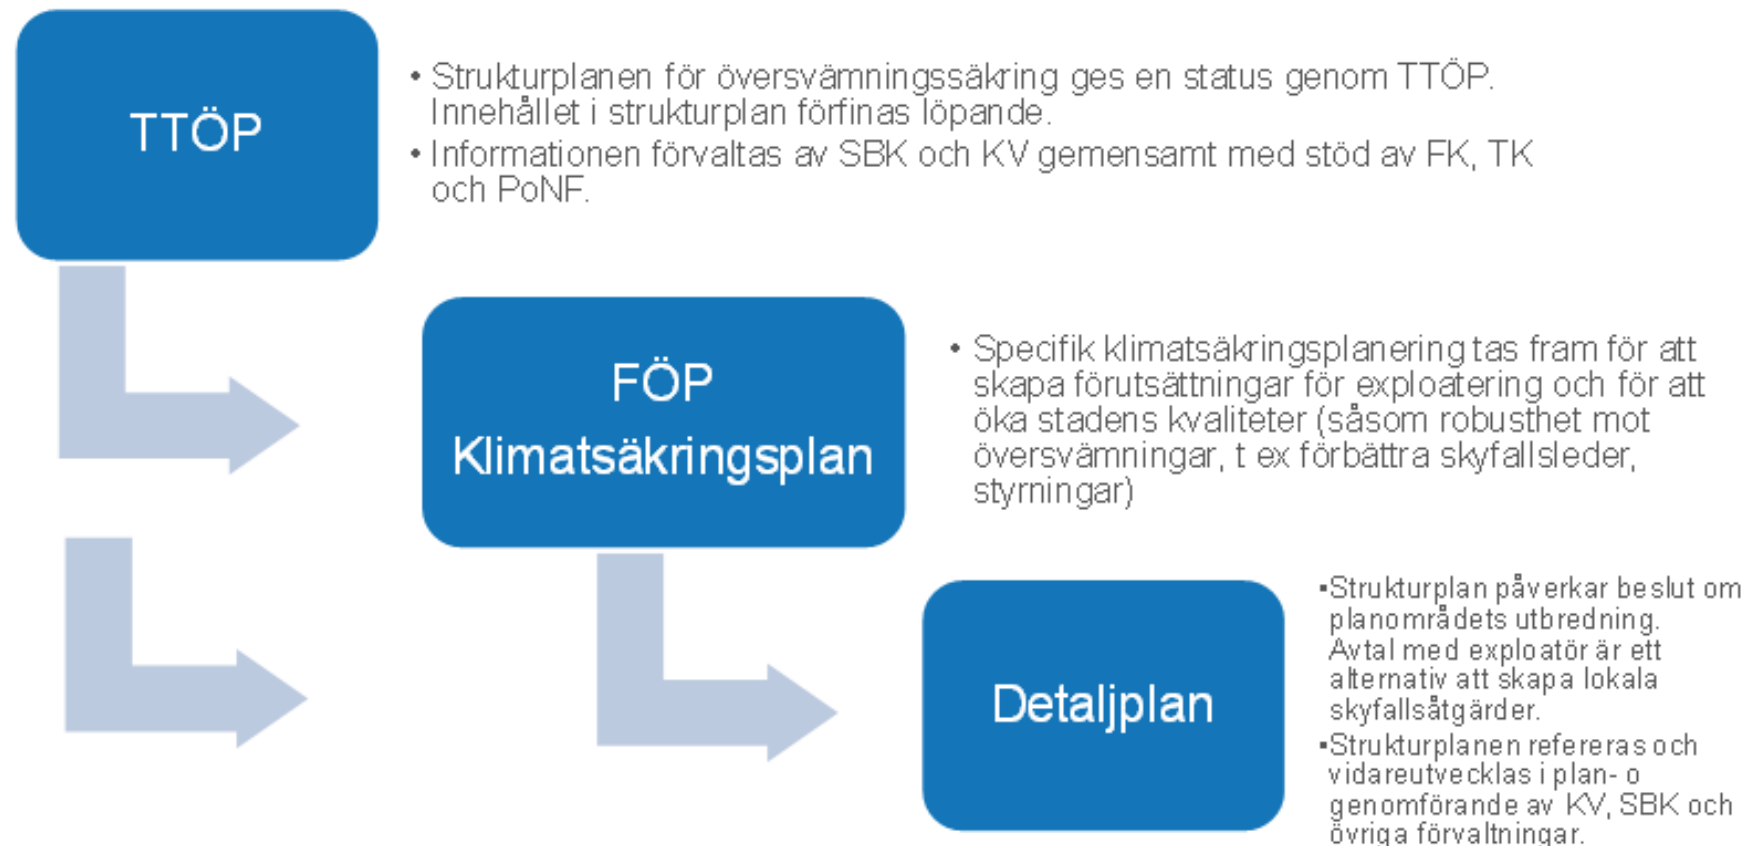 TTÖP
• Strukturplanen för översvämningssäkring ges en status genom TTÖP.
Innehållet i strukturplan förfinas löpande.
• Informationen förvaltas av SBK och KV gemensamt med stöd av FK, TK
och PoNF.
FÖP
Klimatsäkringsplan
• Specifik klimatsäkringsplanering tas fram för att
skapa förutsättningar för exploatering och för att
öka stadens kvaliteter (såsom robusthet mot
översvämningar, t ex förbättra skyfallsleder,
styrningar)
Detaljplan
▪Strukturplan påverkar beslut om
planområdets utbredning.
Avtal med exploatör är ett
alternativ att skapa lokala
skyfallsåtgärder.
▪Strukturplanen refereras och
vidareutvecklas i plan- o
genomförande av KV, SBK och
övriga förvaltningar.